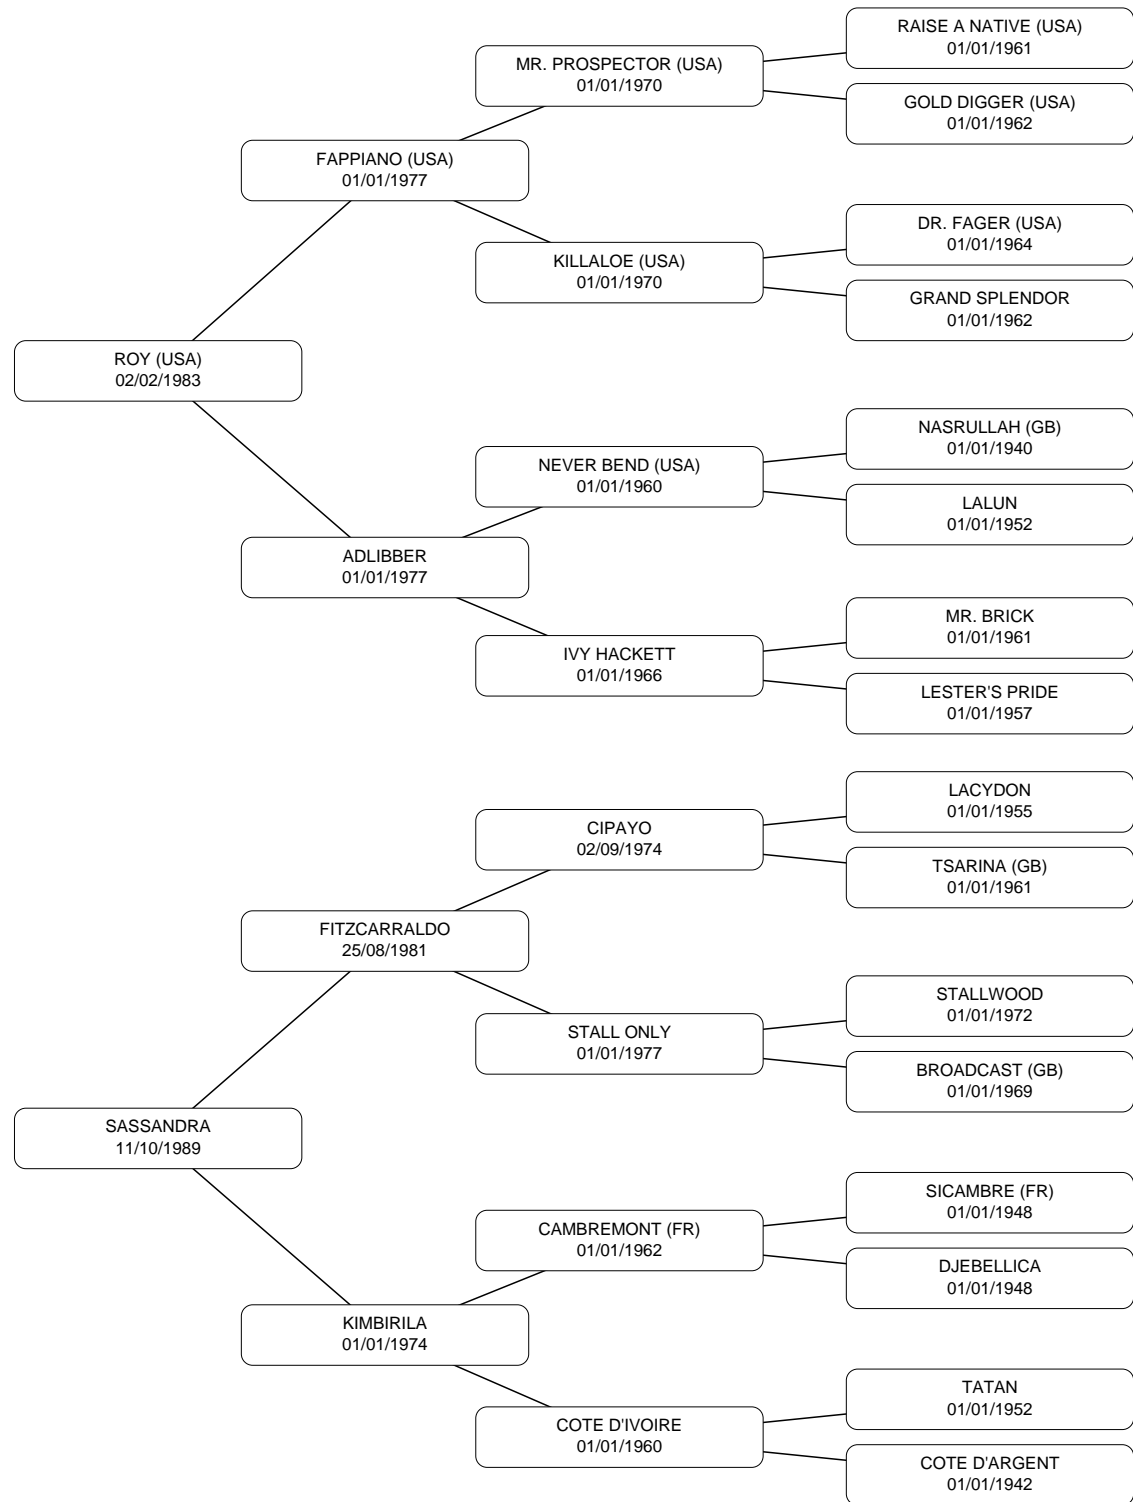 RAISE A NATIVE (USA)
01/01/1961
MR. PROSPECTOR (USA)
01/01/1970
GOLD DIGGER (USA)
01/01/1962
FAPPIANO (USA)
01/01/1977
DR. FAGER (USA)
01/01/1964
KILLALOE (USA)
01/01/1970
GRAND SPLENDOR
01/01/1962
ROY (USA)
02/02/1983
NASRULLAH (GB)
01/01/1940
NEVER BEND (USA)
01/01/1960
LALUN
01/01/1952
ADLIBBER
01/01/1977
MR. BRICK
01/01/1961
IVY HACKETT
01/01/1966
LESTER'S PRIDE
01/01/1957
LACYDON
01/01/1955
CIPAYO
02/09/1974
TSARINA (GB)
01/01/1961
FITZCARRALDO
25/08/1981
STALLWOOD
01/01/1972
STALL ONLY
01/01/1977
BROADCAST (GB)
01/01/1969
SASSANDRA
11/10/1989
SICAMBRE (FR)
01/01/1948
CAMBREMONT (FR)
01/01/1962
DJEBELLICA
01/01/1948
KIMBIRILA
01/01/1974
TATAN
01/01/1952
COTE D'IVOIRE
01/01/1960
COTE D'ARGENT
01/01/1942